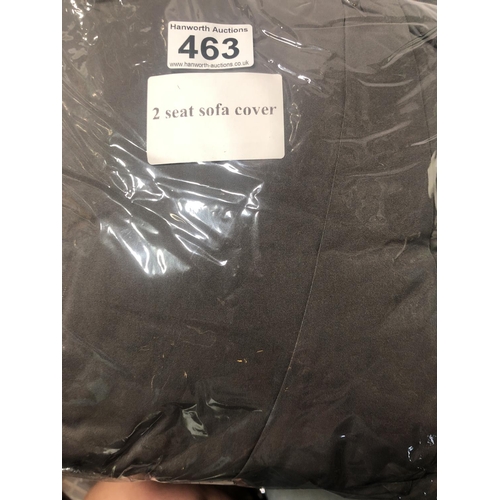 Hanworth Auctions
463
www.hanworth-auctions.co.uk
2 seat sofa cover